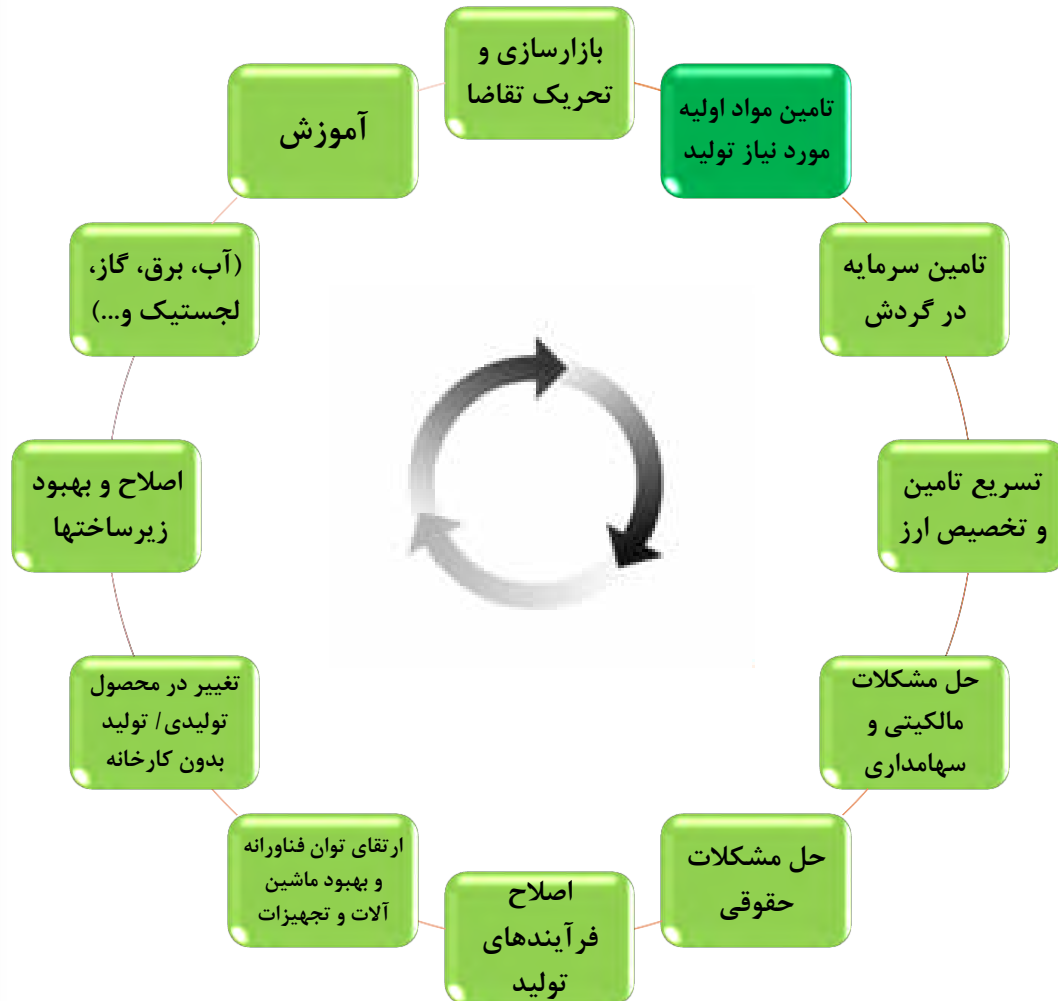 بازارسازی و
تحریک تقاضا
تامین مواد اولیه
مورد نیاز تولید
تامین سرمایه
در گردش
تسریع تامین
و تخصیص ارز
حل مشکلات
مالکیتی و
سهامداری
حل مشکلات
حقوقی
اصلاح
فرآیندهای
تولید
ارتقای توان فناورانه
و بهبود ماشین
آلات و تجهیزات
تغییر در محصول
تولیدی/ تولید
بدون کارخانه
اصلاح و بهبود
زیرساختها
(آب، برق، گاز،
لجستیک و...)
آموزش